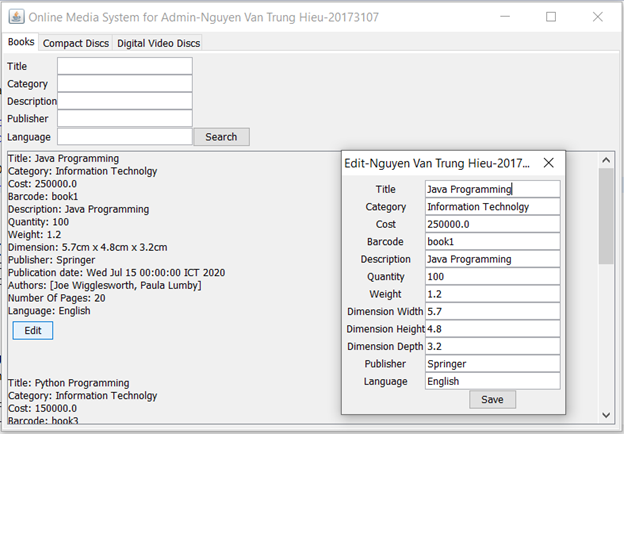 Online Media System for Admin-Nguyen Van Trung Hieu-20173107
Books Compact Discs Digital Video Discs
Title
Category
Description
Publisher
Language Search
Title: Java Programming
Category: Information Technolgy
Cost: 250000.0
Barcode: book1
Description: Java Programming
Quantity: 100
Weight: 1.2
Dimension: 5.7cm x 4.8cm x 3.2cm
Publisher: Springer
Publication date: Wed Jul 15 00:00:00 ICT 2020
Authors: [Joe Wigglesworth, Paula Lumby]
Number Of Pages: 20
Language: English
Edit
Title: Python Programming
Category: Information Technolgy
Cost: 150000.0
Barcode: book3
Edit-Nguyen Van Trung Hieu-2017...
Title Java Programming
Category Information Technolgy
Cost 250000.0
Barcode book1
Description Java Programming
Quantity 100
Weight 1.2
Dimension Width 5.7
Dimension Height 4.8
Dimension Depth 3.2
Publisher Springer
Language English
Save